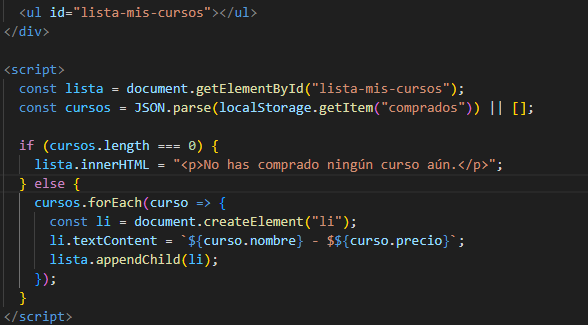 <ul id="lista-mis-cursos"></ul>
</div>
<script>
const lista = document.getElementById("lista-mis-cursos");
const cursos = JSON.parse(localStorage.getItem("comprados")) || [];
if (cursos.length === 0) {
lista.innerHTML = "<p>No has comprado ningún curso aún.</p>";
} else {
cursos.forEach(curso => {
const li = document.createElement("li");
li.textContent = `${curso.nombre} - $${curso.precio}`;
lista.appendChild(li);
});
}
</script>